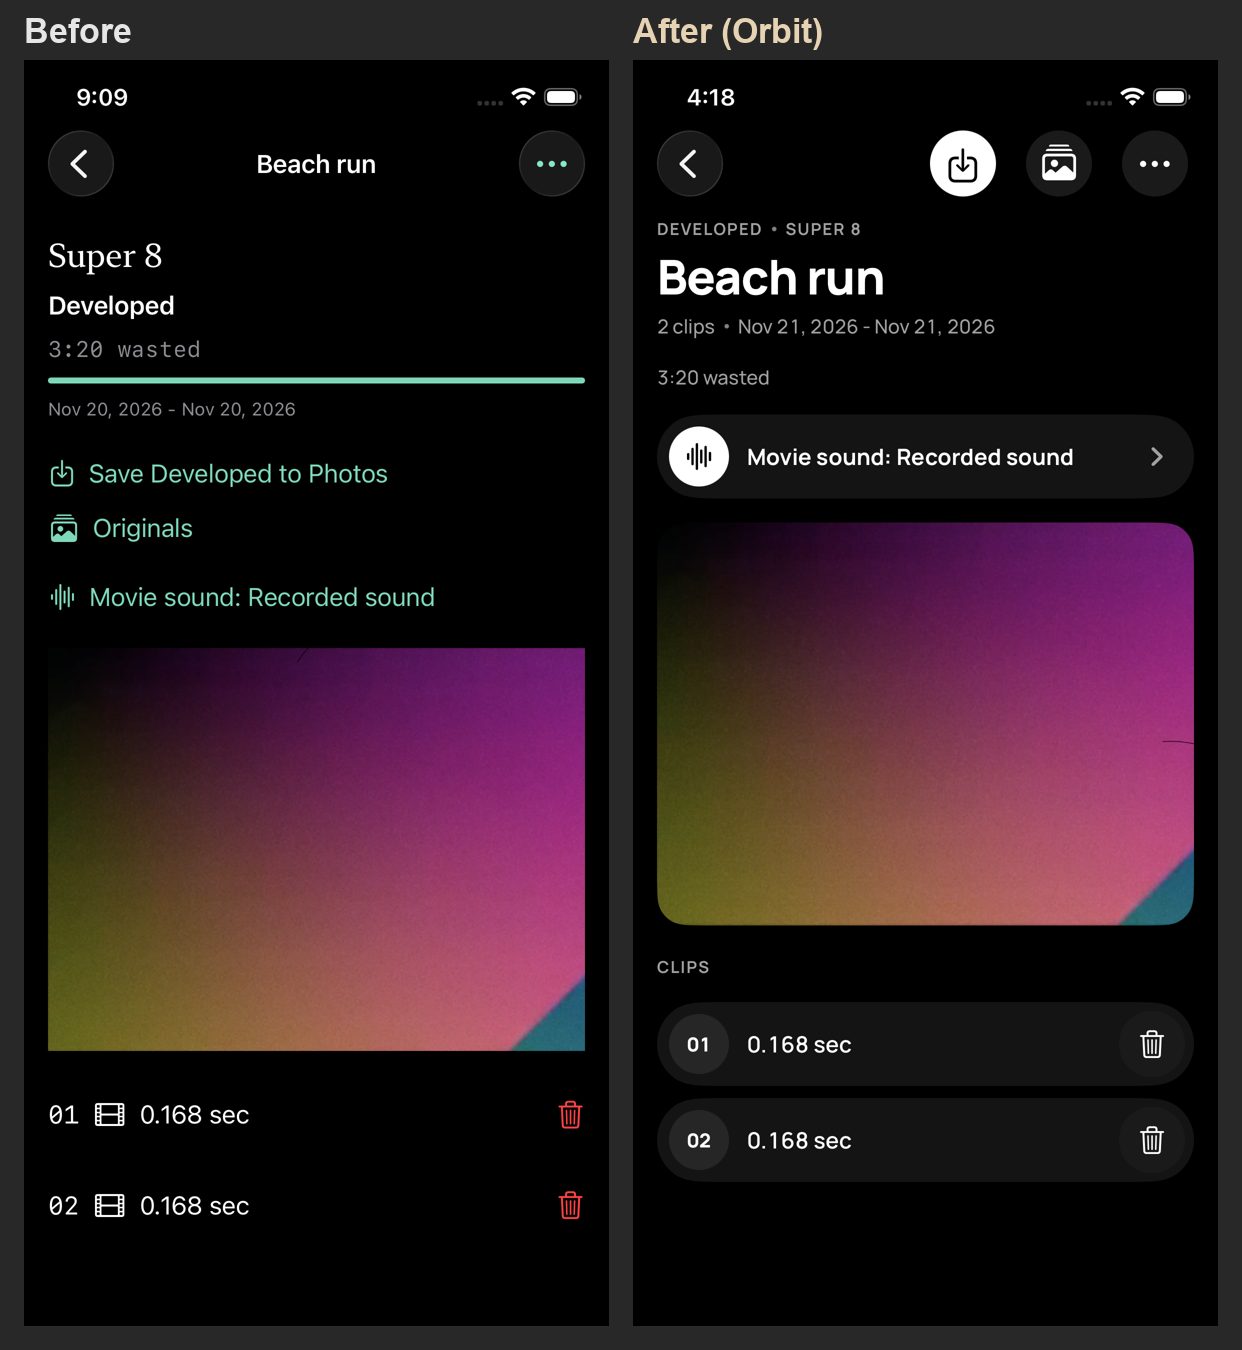 Before
9:09
Beach run
Super 8
Developed
3:20 wasted
Nov 20, 2026 - Nov 20, 2026
Save Developed to Photos
Originals
Movie sound: Recorded sound
01 0.168 sec
02 0.168 sec
After (Orbit)
4:18
DEVELOPED • SUPER 8
Beach run
2 clips • Nov 21, 2026 - Nov 21, 2026
3:20 wasted
Movie sound: Recorded sound
CLIPS
01 0.168 sec
02 0.168 sec